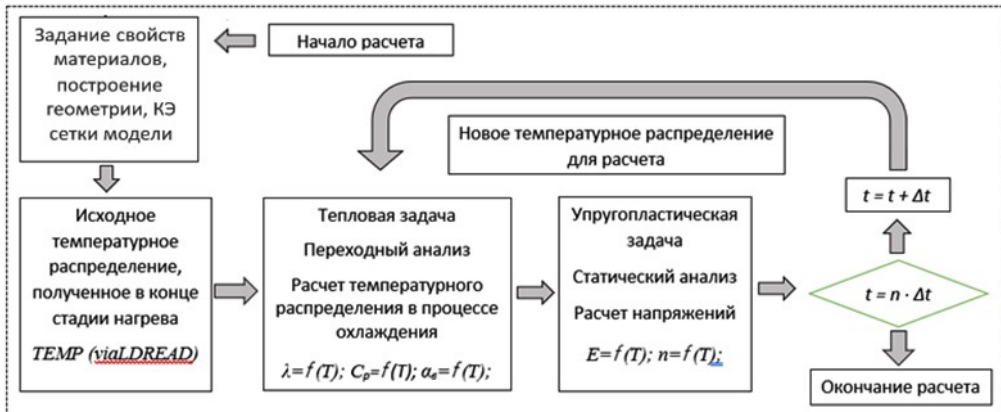 Начало расчета
Задание свойств
материалов,
построение
геометрии, КЭ
сетки модели
Исходное
температурное
распределение,
полученное в конце
стадии нагрева
TEMP (viaLDREAD)
Тепловая задача
Переходный анализ
Расчет температурного
распределения в процессе
охлаждения
λ=f(T); Cp=f(T); αв=f(T);
Упругопластическая
задача
Статический анализ
Расчет напряжений
E=f(T); n=f(T);
t = n · Δt
t = t + Δt
Новое температурное распределение
для расчета
Окончание расчета